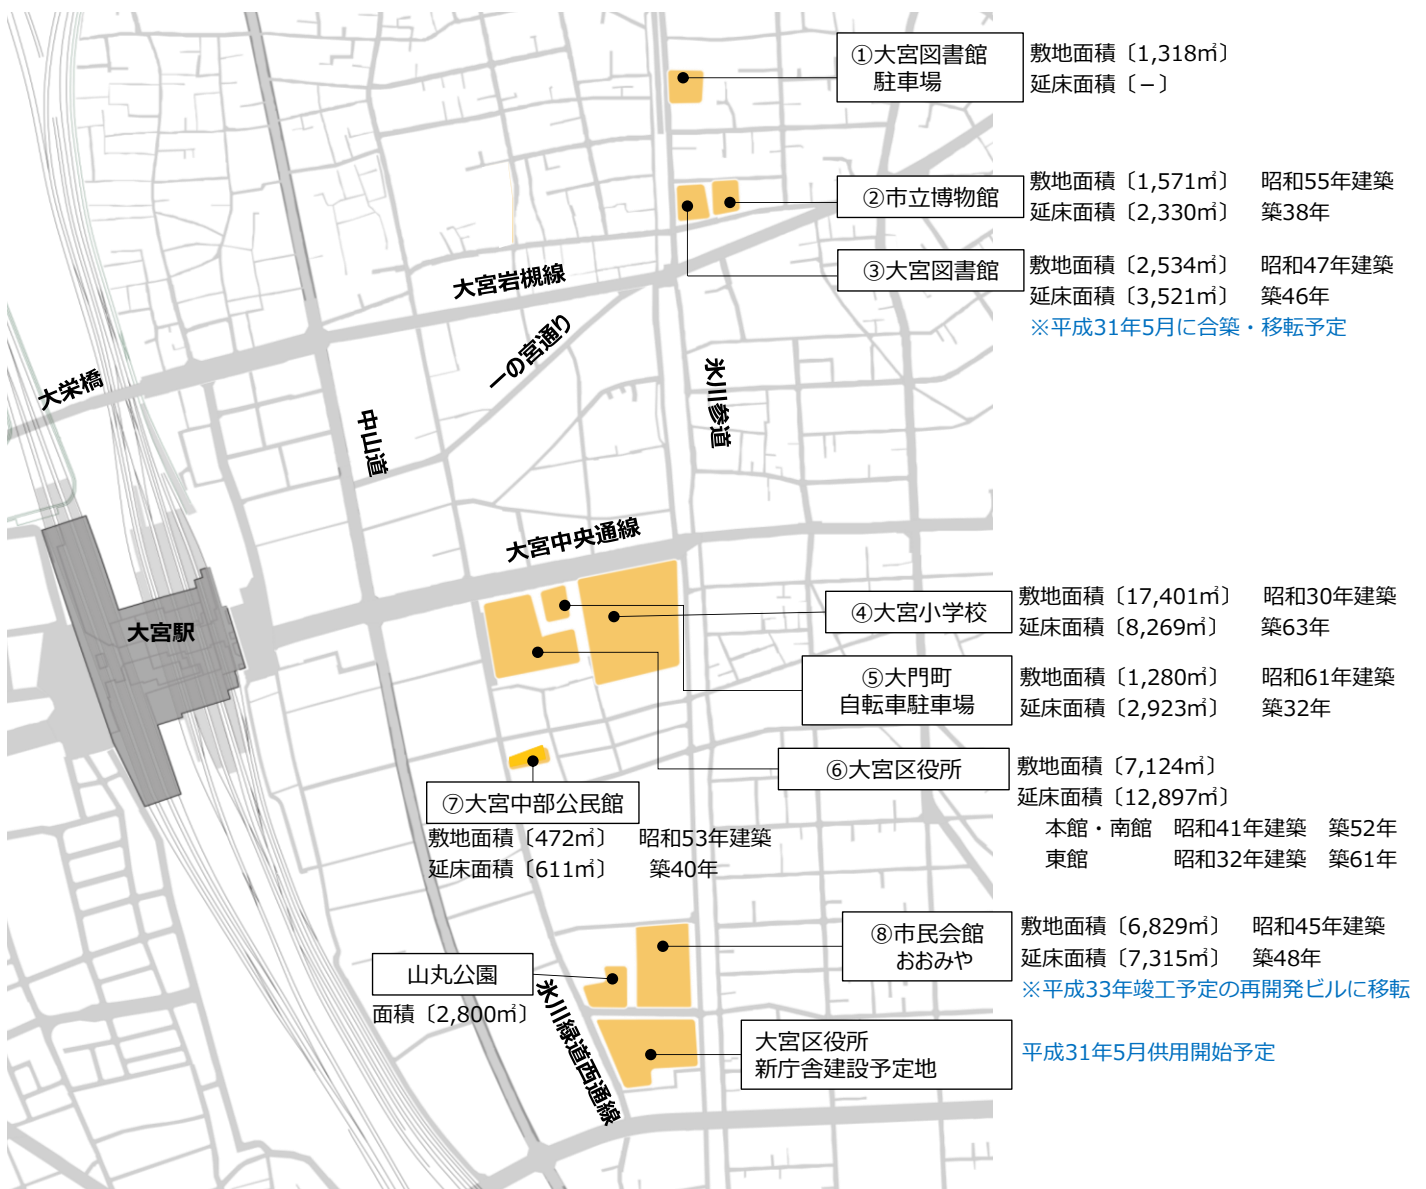 ①大宮図書館
駐車場
敷地面積〔1,318㎡〕
延床面積〔－〕
②市立博物館
敷地面積〔1,571㎡〕 昭和55年建築
延床面積〔2,330㎡〕 築38年
③大宮図書館
敷地面積〔2,534㎡〕 昭和47年建築
延床面積〔3,521㎡〕 築46年
※平成31年5月に合築・移転予定
大宮岩槻線
一の宮通り
大栄橋
中山道
氷川参道
大宮中央通線
大宮駅
④大宮小学校
敷地面積〔17,401㎡〕 昭和30年建築
延床面積〔8,269㎡〕 築63年
⑤大門町
自転車駐車場
敷地面積〔1,280㎡〕 昭和61年建築
延床面積〔2,923㎡〕 築32年
⑥大宮区役所
敷地面積〔7,124㎡〕
延床面積〔12,897㎡〕
本館・南館 昭和41年建築 築52年
東館 昭和32年建築 築61年
⑦大宮中部公民館
敷地面積〔472㎡〕 昭和53年建築
延床面積〔611㎡〕 築40年
⑧市民会館
おおみや
敷地面積〔6,829㎡〕 昭和45年建築
延床面積〔7,315㎡〕 築48年
※平成33年竣工予定の再開発ビルに移転
山丸公園
面積〔2,800㎡〕
氷川緑道西通線
大宮区役所
新庁舎建設予定地
平成31年5月供用開始予定